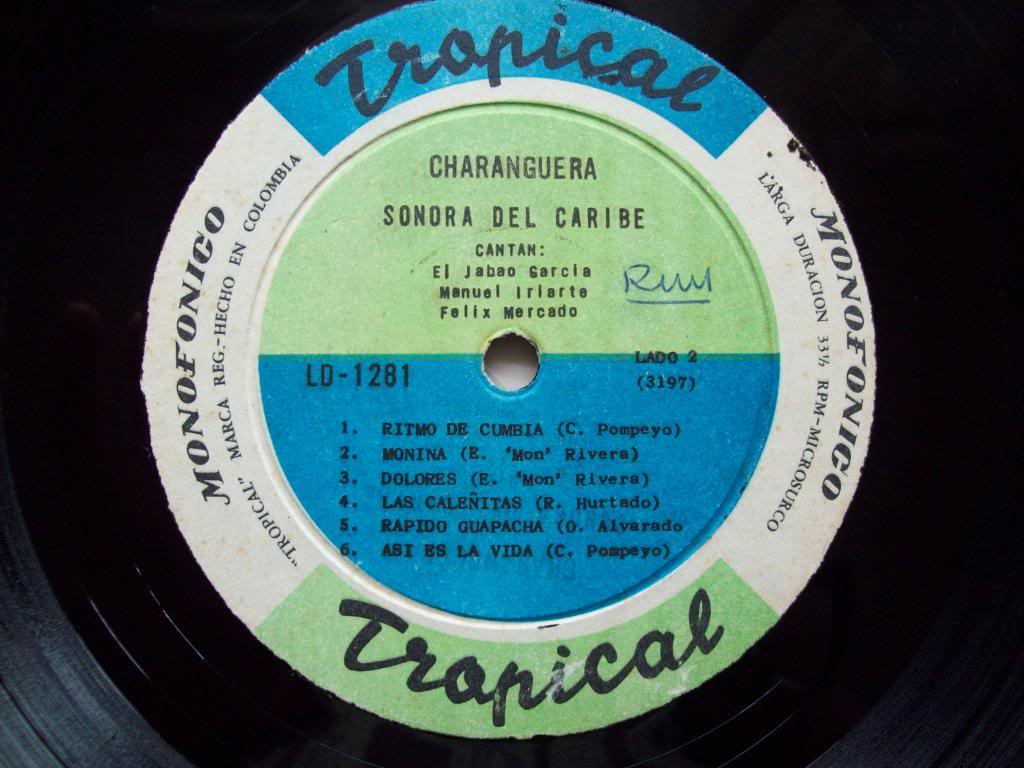 Tropical
CHARANGUERA
SONORA DEL CARIBE
CANTAN:
El Jabao Garcia
Manuel Iriarte
Felix Mercado
LD-1281
LADO 2
(3197)
1. RITMO DE CUMBIA (C. Pompeyo)
2. MONINA (E. 'Mon' Rivera)
3. DOLORES (E. 'Mon' Rivera)
4. LAS CALEÑITAS (R. Hurtado)
5. RAPIDO GUAPACHA (O. Alvarado
6. ASI ES LA VIDA (C. Pompeyo)
MONOFONICO
"TROPICAL" MARCA REG.-HECHO EN COLOMBIA
MONOFONICO
LARGA DURACION 33⅓ RPM-MICROSURCO
Tropical